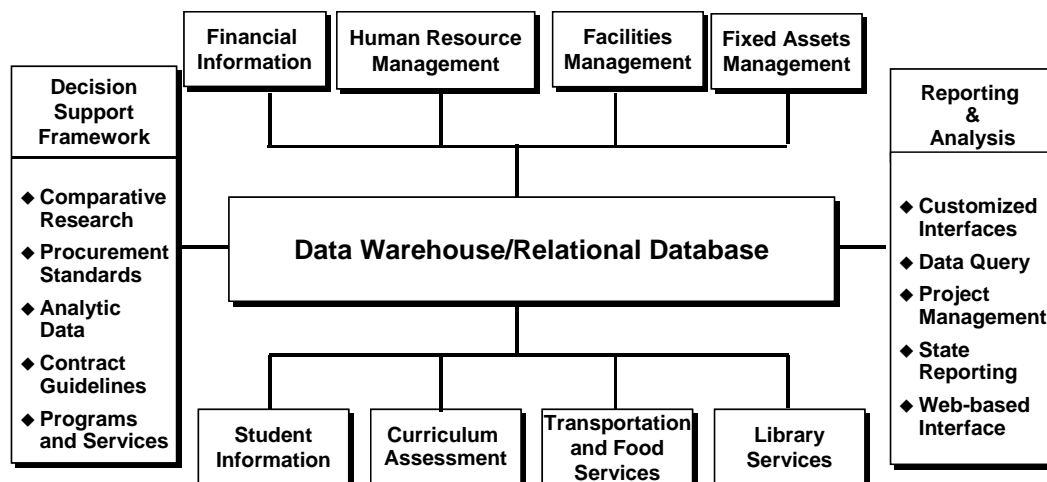 Financial
Information
Human Resource
Management
Facilities
Management
Fixed Assets
Management
Decision
Support
Framework
◆ Comparative
Research
◆ Procurement
Standards
◆ Analytic
Data
◆ Contract
Guidelines
◆ Programs
and Services
Data Warehouse/Relational Database
Reporting
&
Analysis
◆ Customized
Interfaces
◆ Data Query
◆ Project
Management
◆ State
Reporting
◆ Web-based
Interface
Student
Information
Curriculum
Assessment
Transportation
and Food
Services
Library
Services